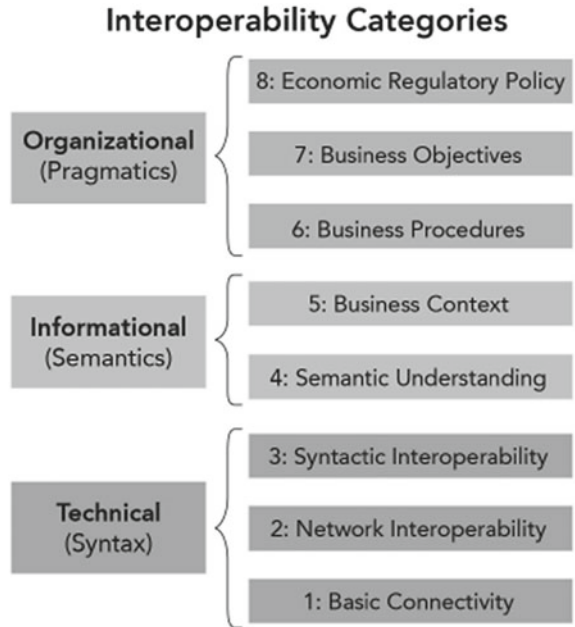 Interoperability Categories
Organizational
(Pragmatics)
8: Economic Regulatory Policy
7: Business Objectives
6: Business Procedures
Informational
(Semantics)
5: Business Context
4: Semantic Understanding
Technical
(Syntax)
3: Syntactic Interoperability
2: Network Interoperability
1: Basic Connectivity